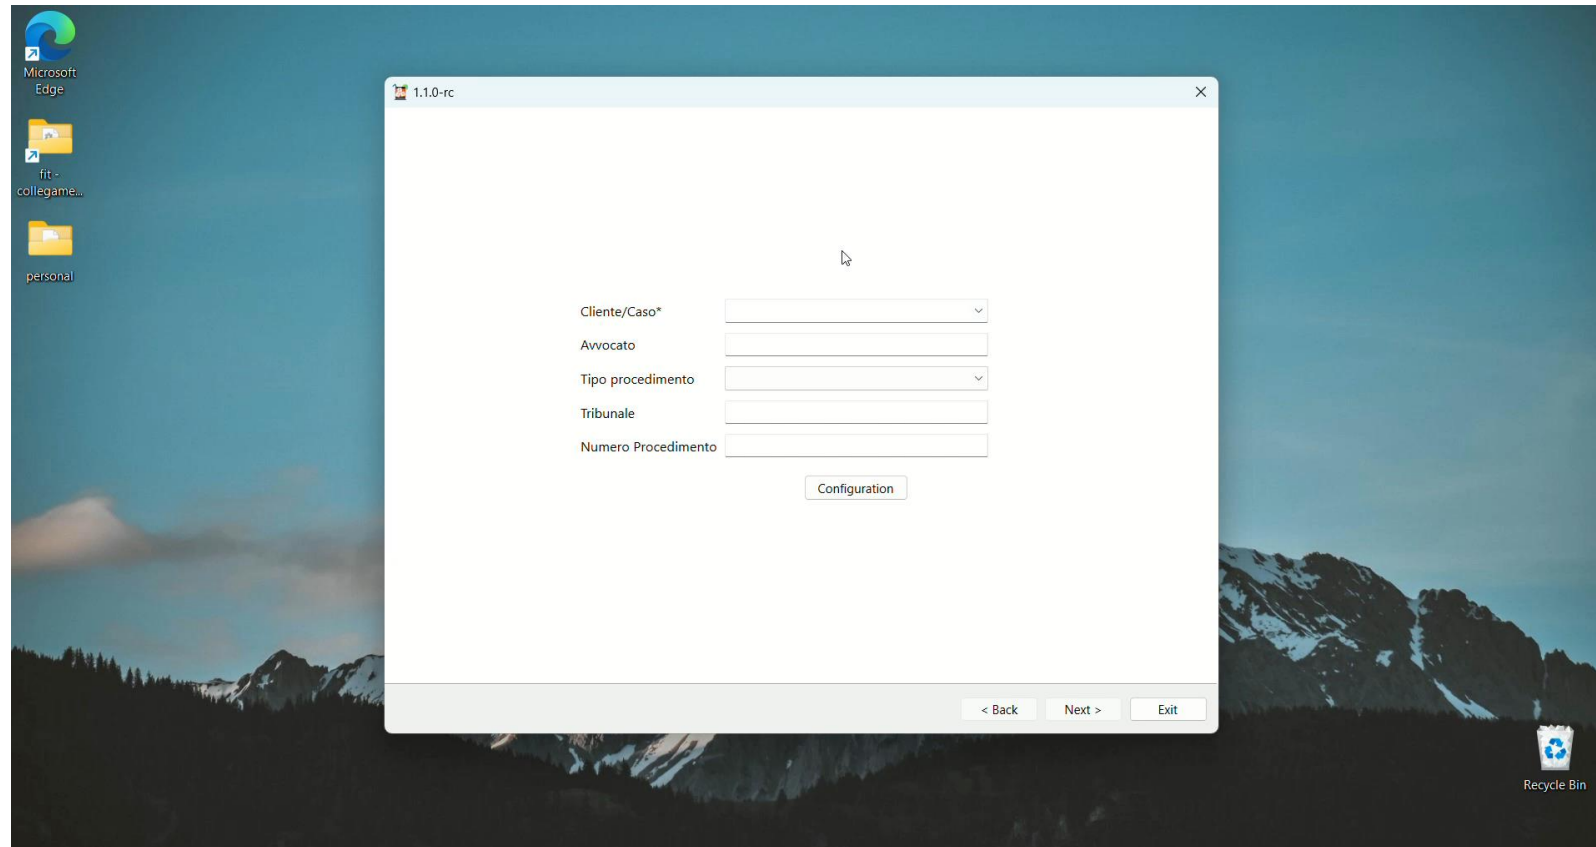 Microsoft
Edge
fit -
collegame...
personal
1.1.0-rc
Cliente/Caso*
Avvocato
Tipo procedimento
Tribunale
Numero Procedimento
Configuration
< Back
Next >
Exit
Recycle Bin